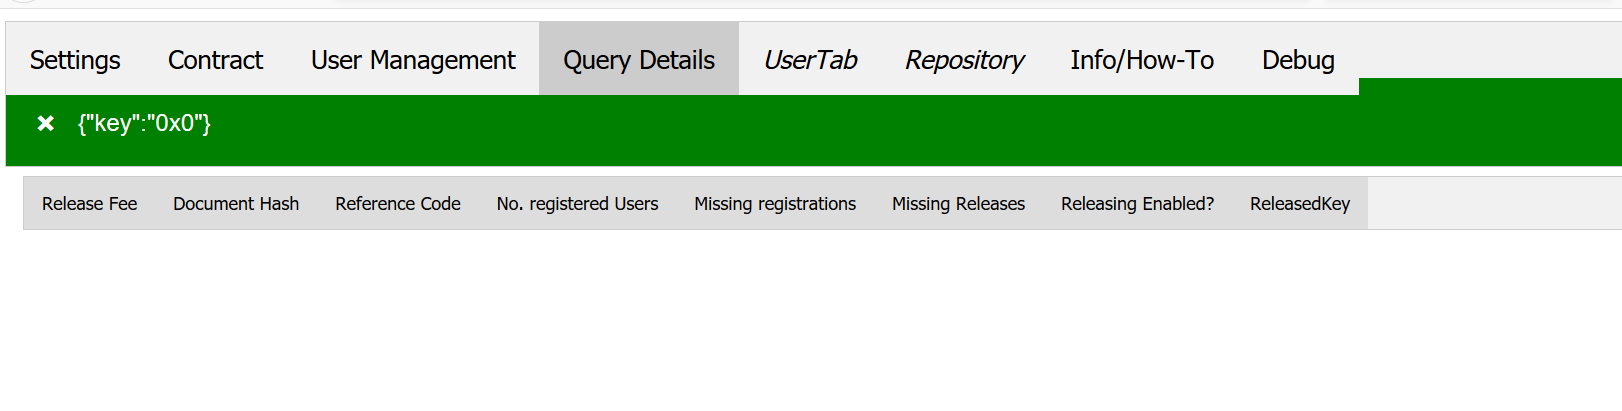 Settings Contract User Management Query Details UserTab Repository Info/How-To Debug
✖ {"key":"0x0"}
Release Fee Document Hash Reference Code No. registered Users Missing registrations Missing Releases Releasing Enabled? ReleasedKey